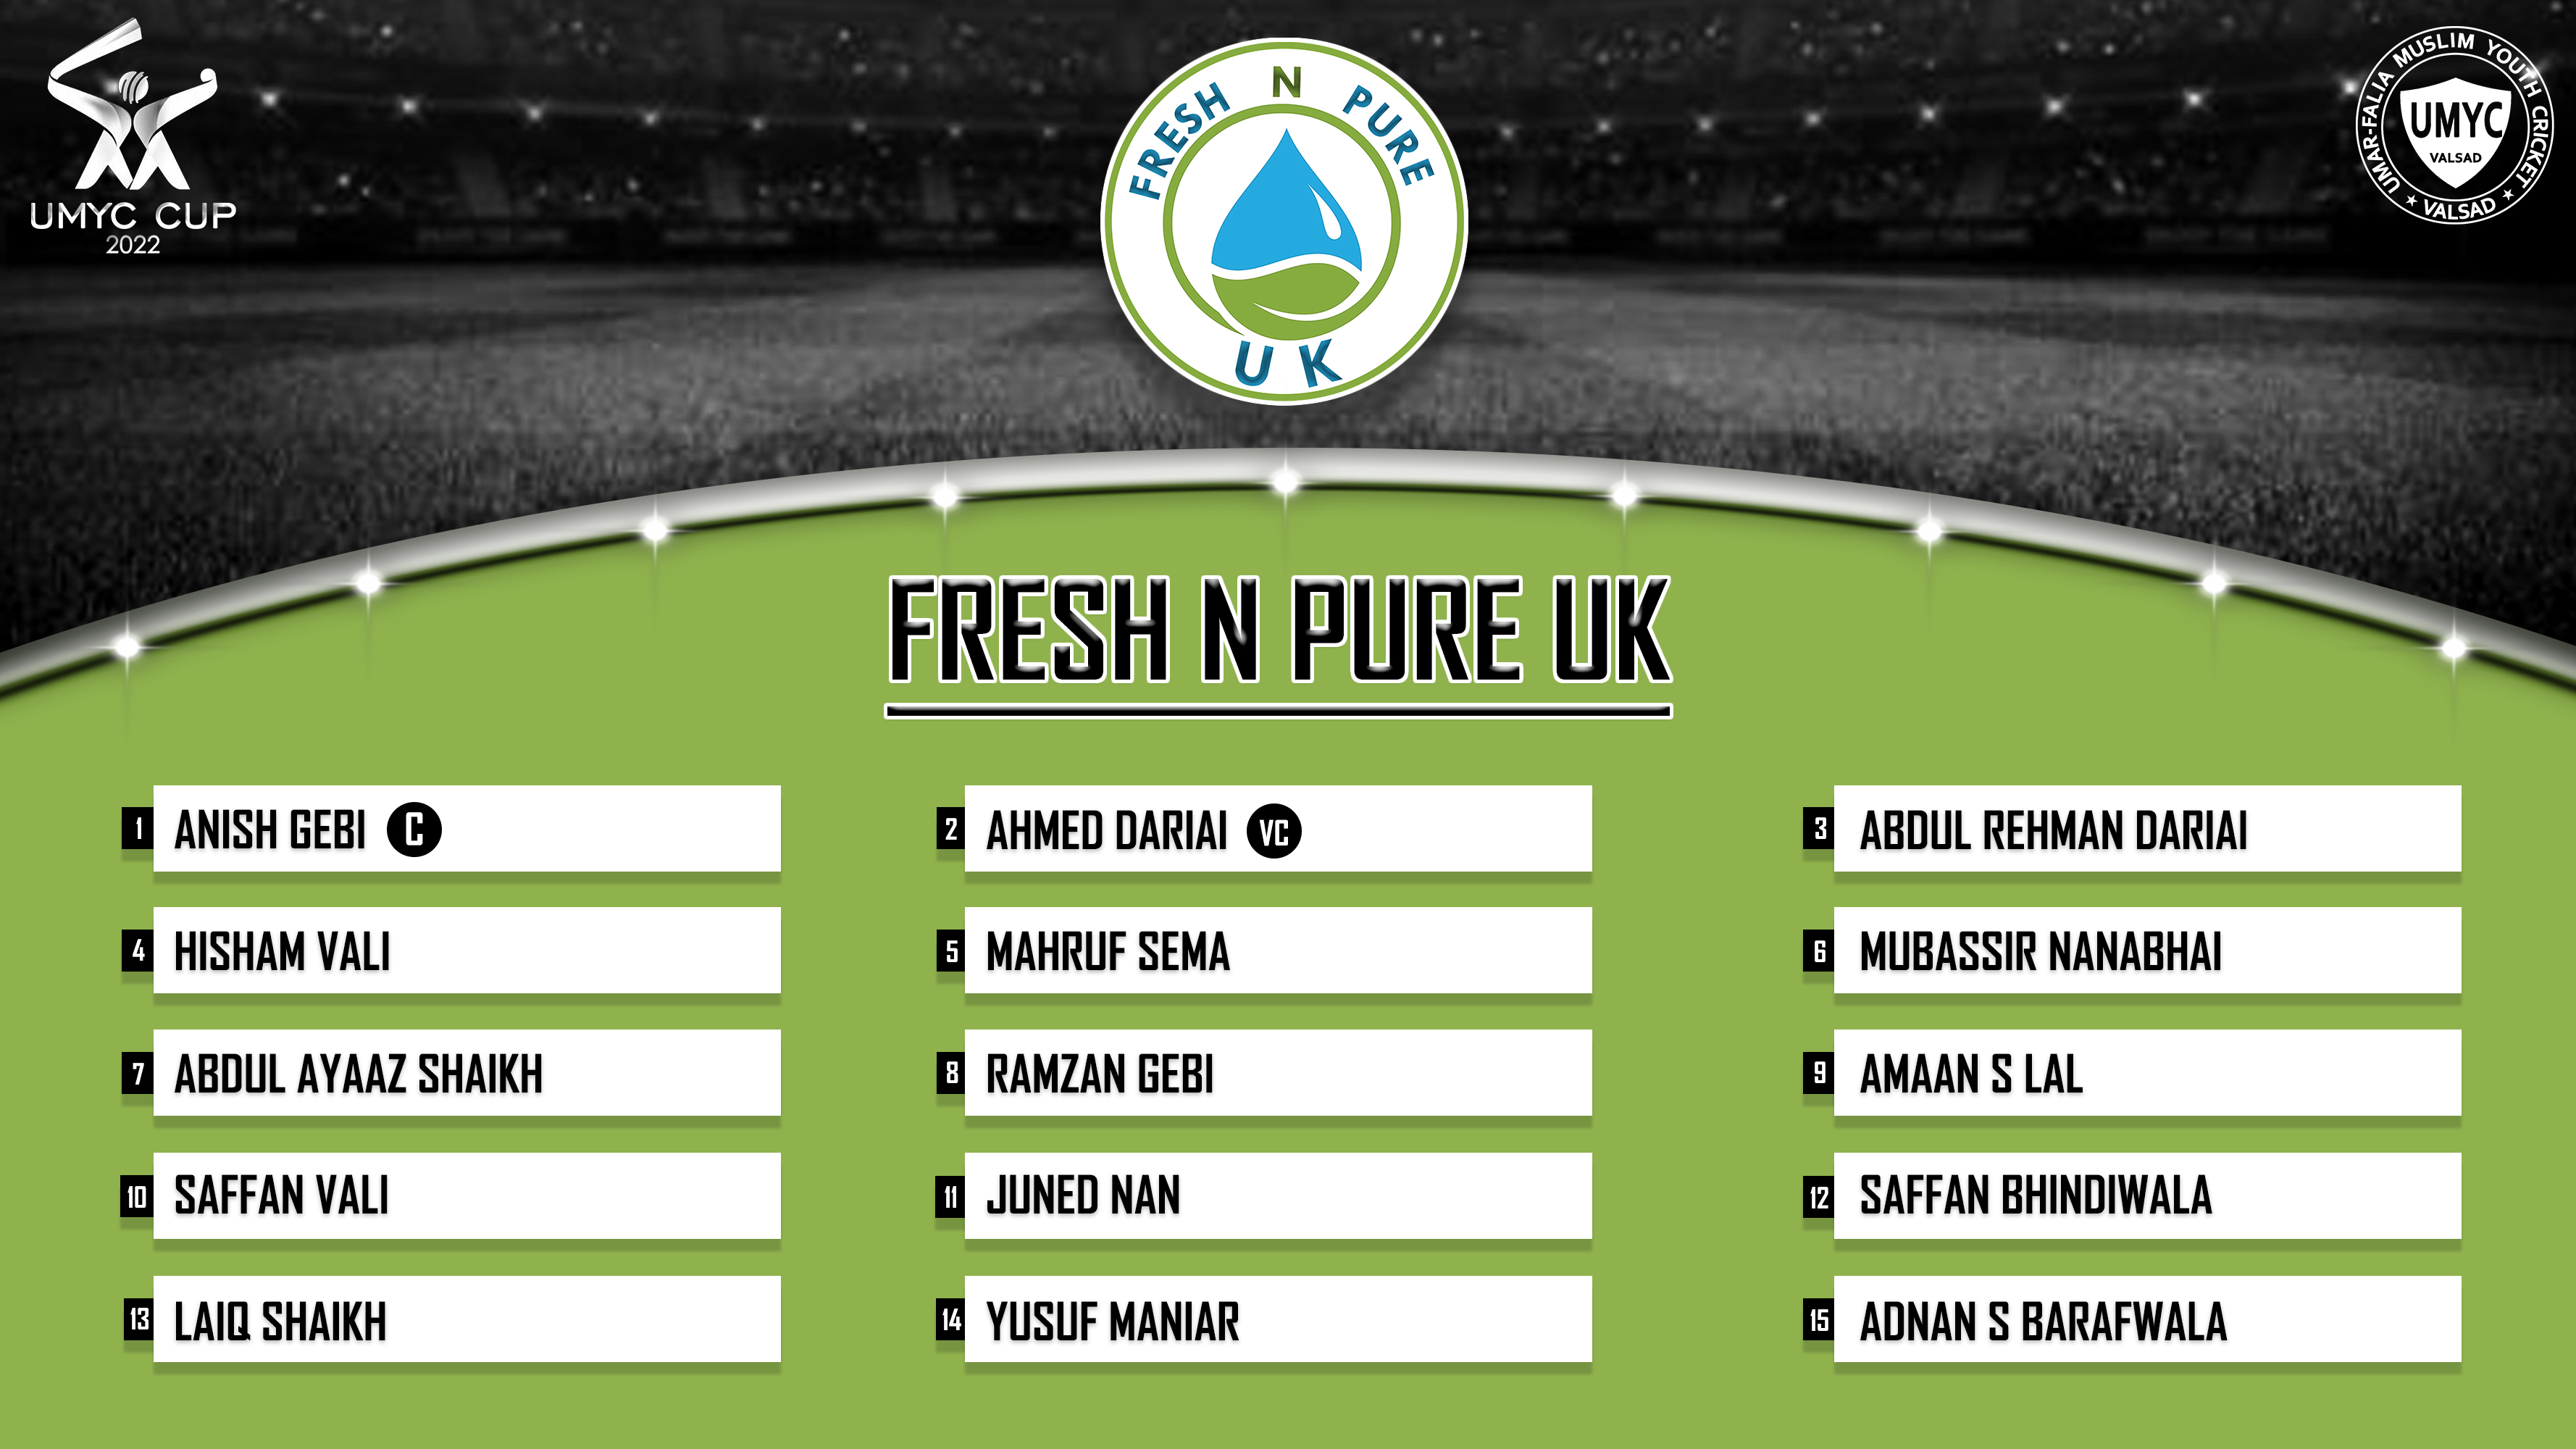 UMYC CUP
2022
FRESH N PURE
UK
UMAR-FALIA MUSLIM YOUTH CRICKET
UMYC
VALSAD
★ VALSAD ★
FRESH N PURE UK
1 ANISH GEBI C
2 AHMED DARIAI VC
3 ABDUL REHMAN DARIAI
4 HISHAM VALI
5 MAHRUF SEMA
6 MUBASSIR NANABHAI
7 ABDUL AYAAZ SHAIKH
8 RAMZAN GEBI
9 AMAAN S LAL
10 SAFFAN VALI
11 JUNED NAN
12 SAFFAN BHINDIWALA
13 LAIQ SHAIKH
14 YUSUF MANIAR
15 ADNAN S BARAFWALA